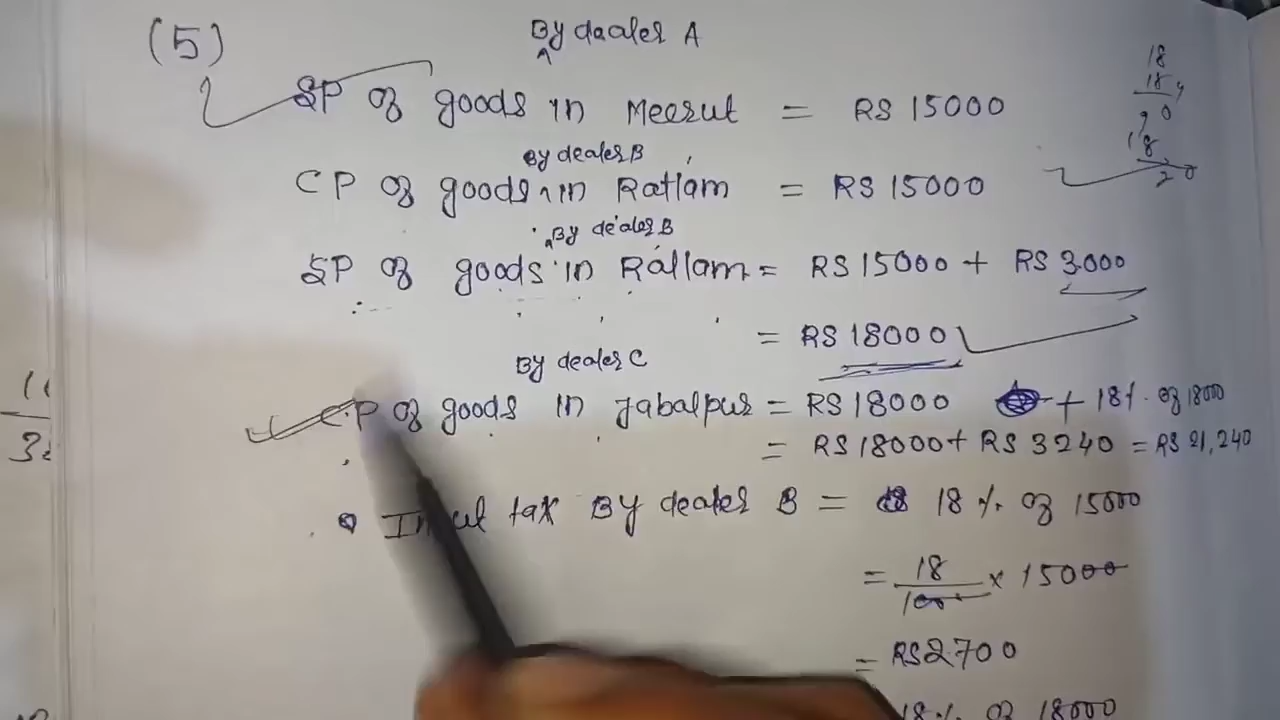 (5)
By dealer A
SP of goods in Meerut = RS 15000
By dealer B
CP of goods in Ratlam = RS 15000
By dealer B
SP of goods in Ratlam = RS 15000 + RS 3000
= RS 18000
By dealer C
CP of goods in Jabalpur = RS 18000 + 18% of 18000
= RS 18000 + RS 3240 = RS 21,240
Input tax By dealer B = 18 % of 15000
= 18/100 × 15000
= RS 2700
18% of 18000